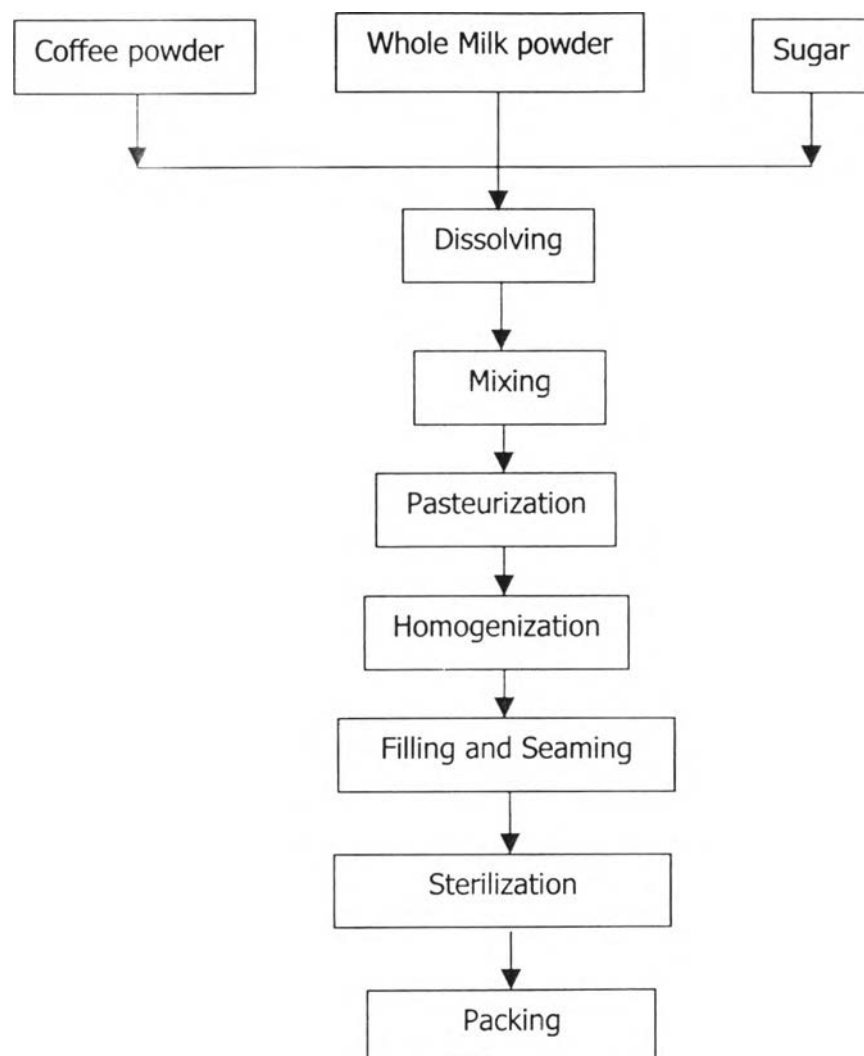 Coffee powder
Whole Milk powder
Sugar
Dissolving
Mixing
Pasteurization
Homogenization
Filling and Seaming
Sterilization
Packing